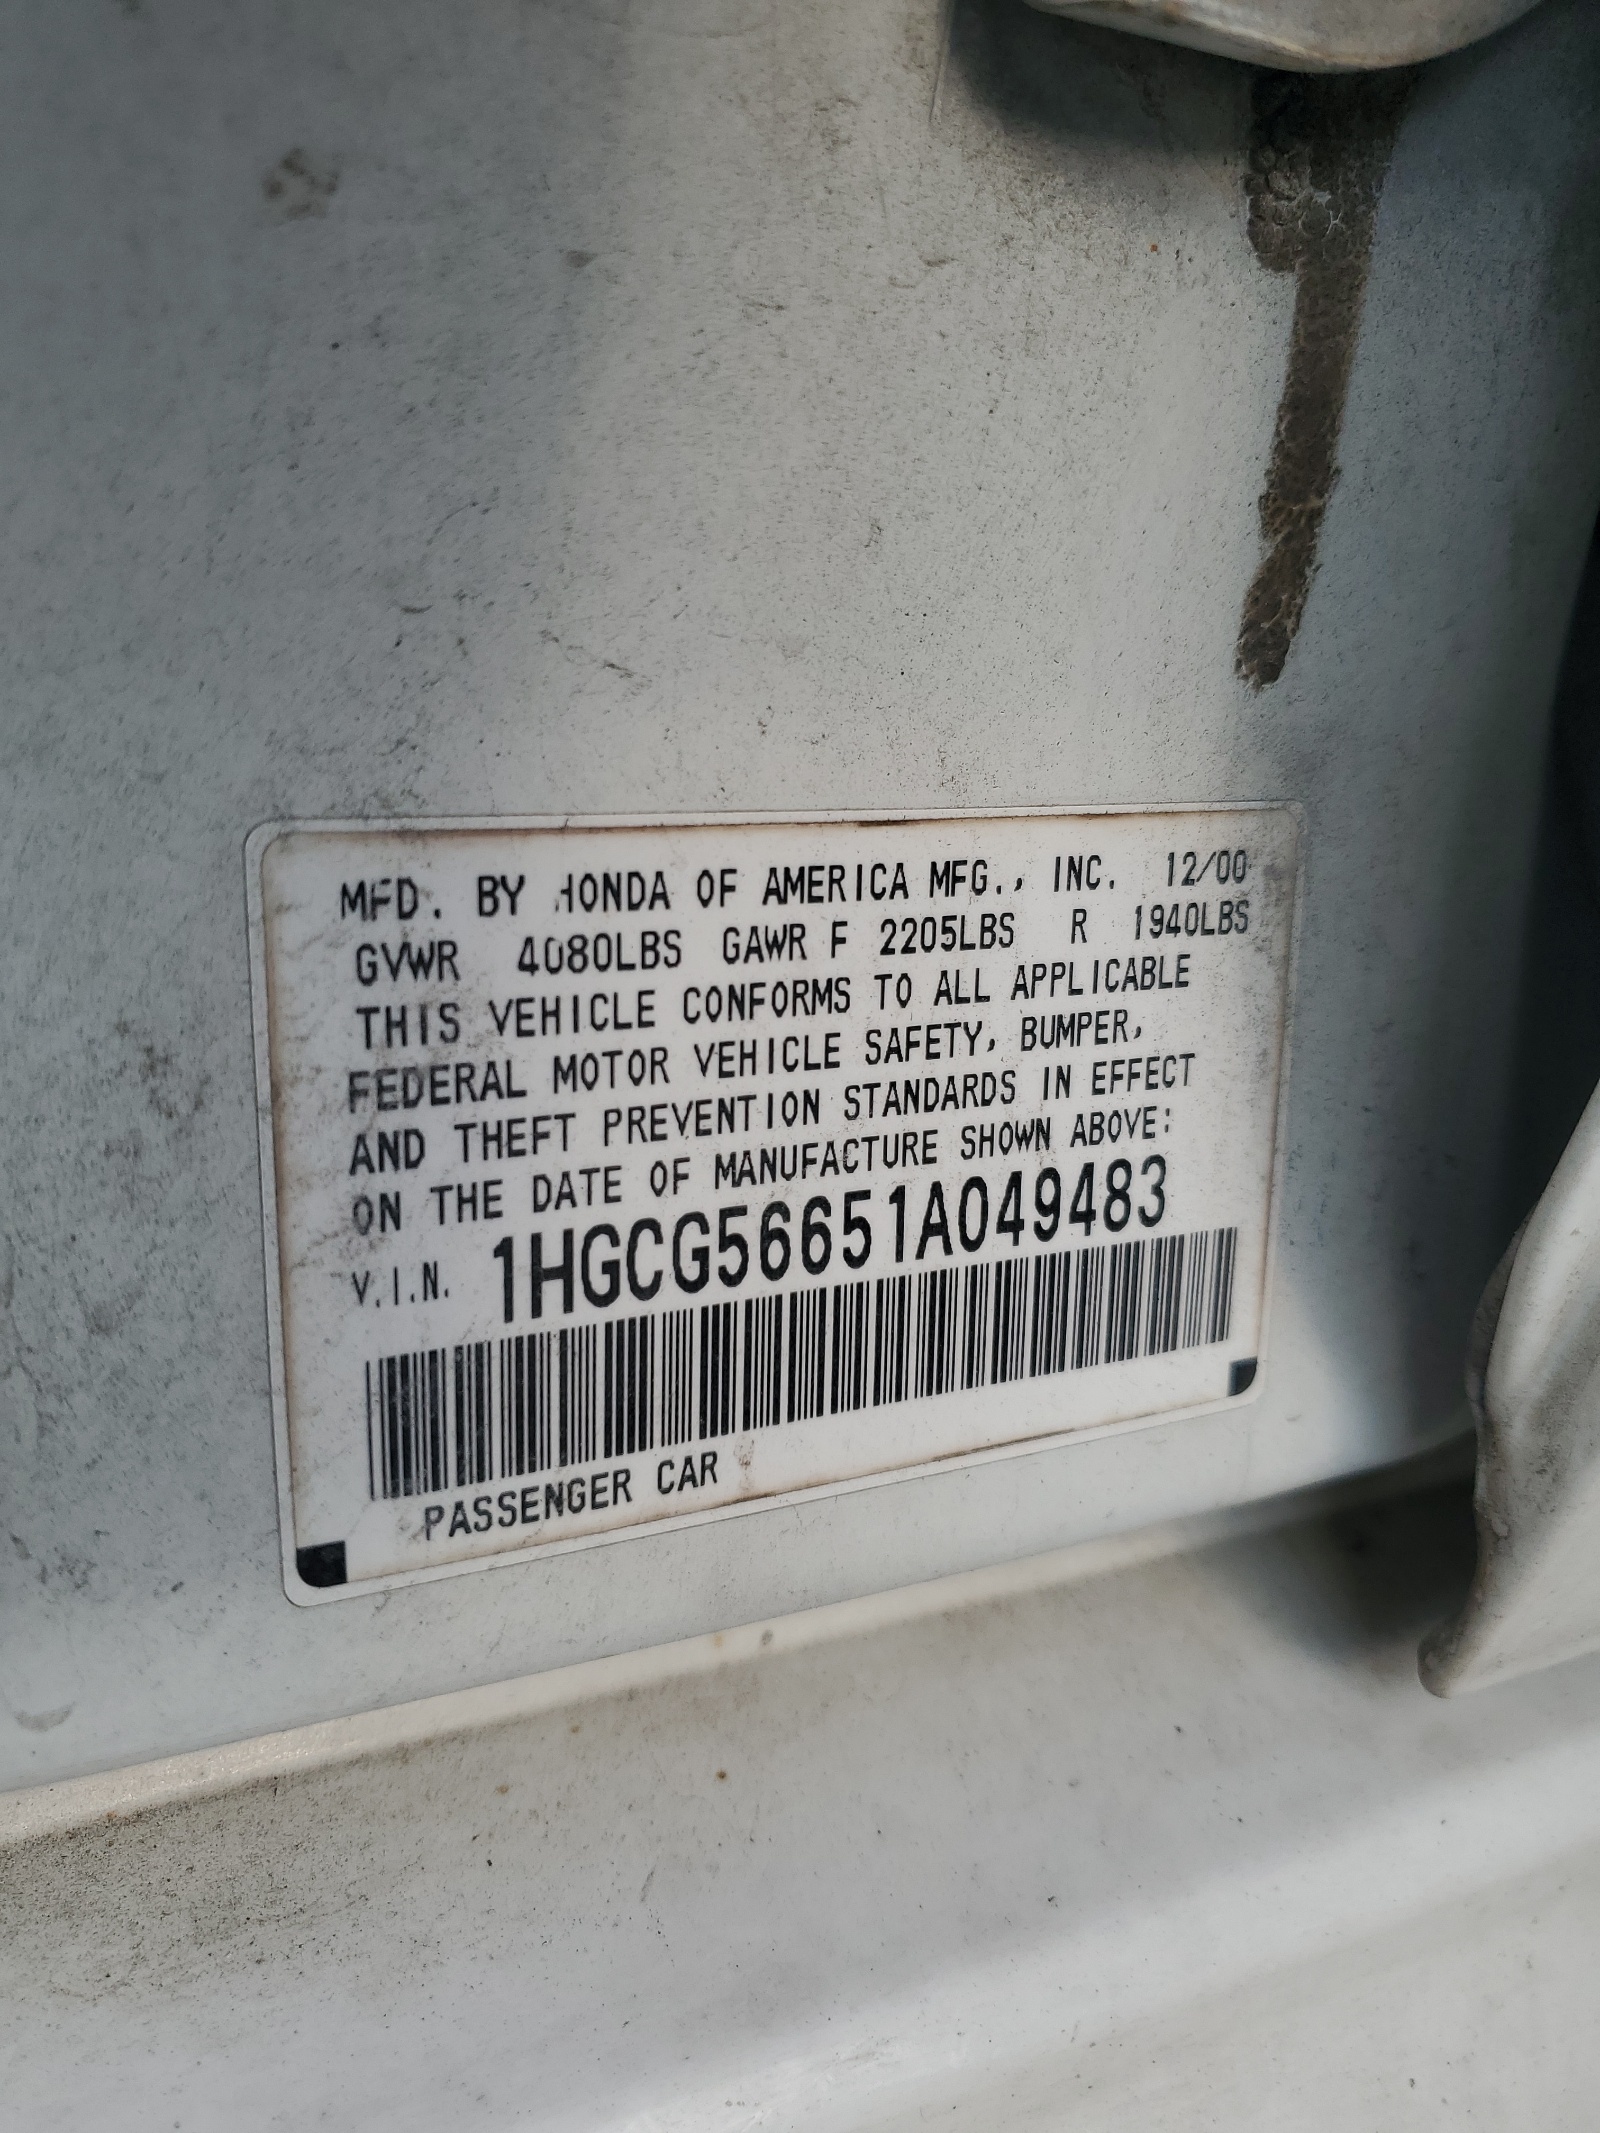 MFD. BY HONDA OF AMERICA MFG., INC. 12/00
GVWR 4080LBS GAWR F 2205LBS R 1940LBS
THIS VEHICLE CONFORMS TO ALL APPLICABLE
FEDERAL MOTOR VEHICLE SAFETY, BUMPER,
AND THEFT PREVENTION STANDARDS IN EFFECT
ON THE DATE OF MANUFACTURE SHOWN ABOVE:
V.I.N. 1HGCG56651A049483
PASSENGER CAR